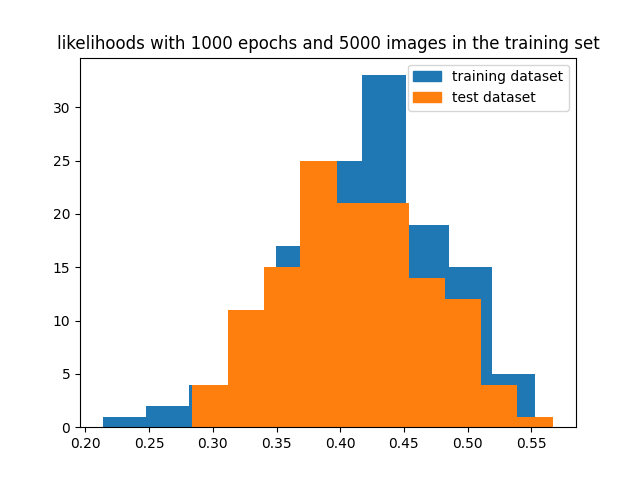 likelihoods with 1000 epochs and 5000 images in the training set
training dataset
test dataset
30
25
20
15
10
5
0
0.20 0.25 0.30 0.35 0.40 0.45 0.50 0.55